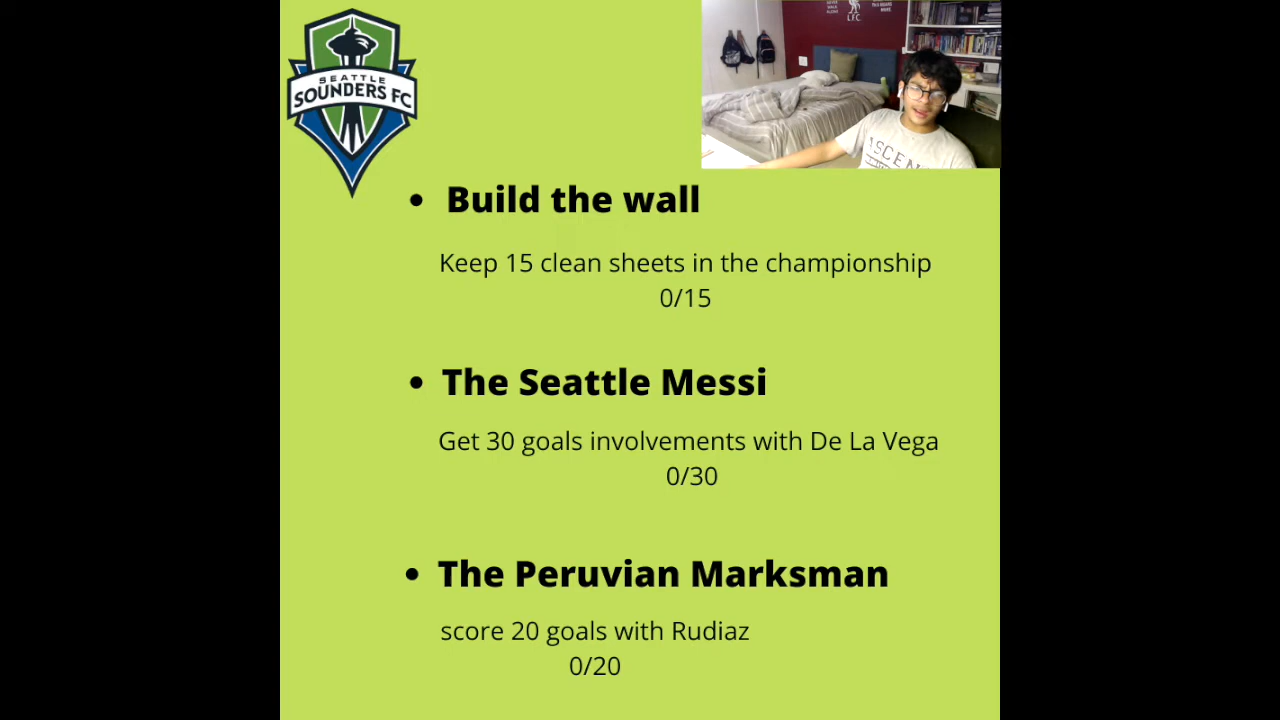 SEATTLE
SOUNDERS FC
L.F.C.
ASCEN
Build the wall
Keep 15 clean sheets in the championship
0/15
The Seattle Messi
Get 30 goals involvements with De La Vega
0/30
The Peruvian Marksman
score 20 goals with Rudiaz
0/20